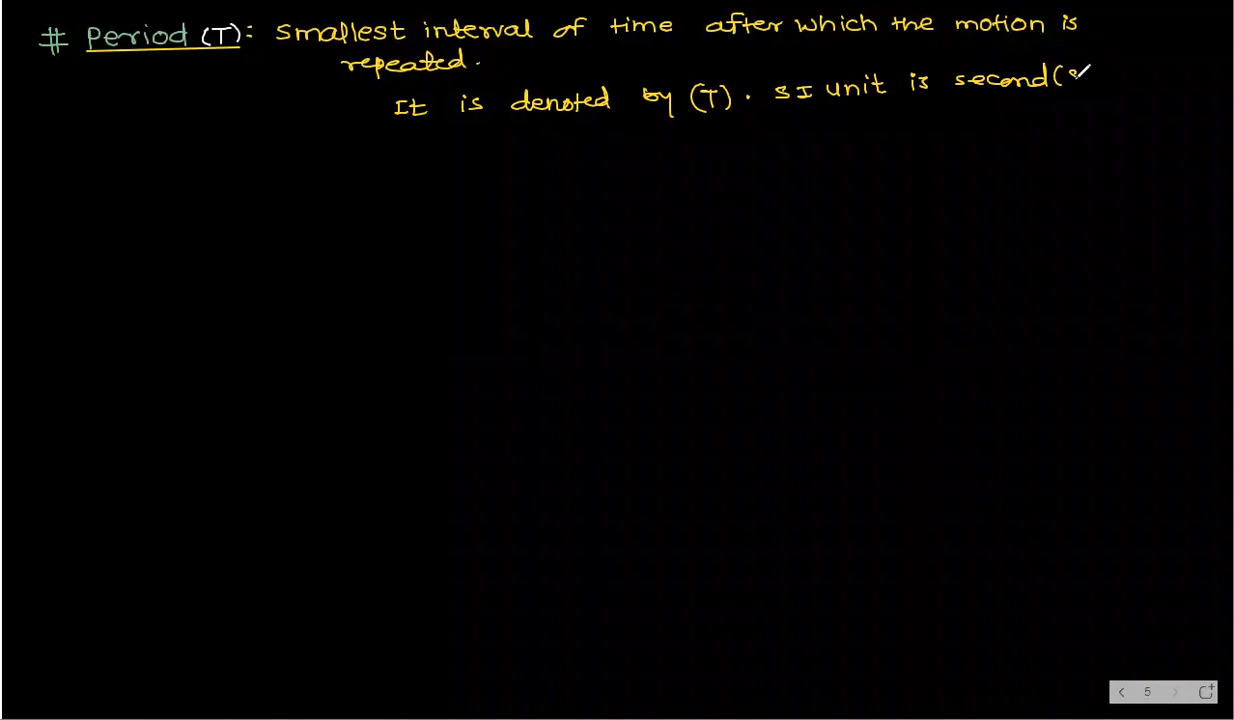 # Period (T): Smallest interval of time after which the motion is
repeated.
It is denoted by (T). SI unit is second(s
5